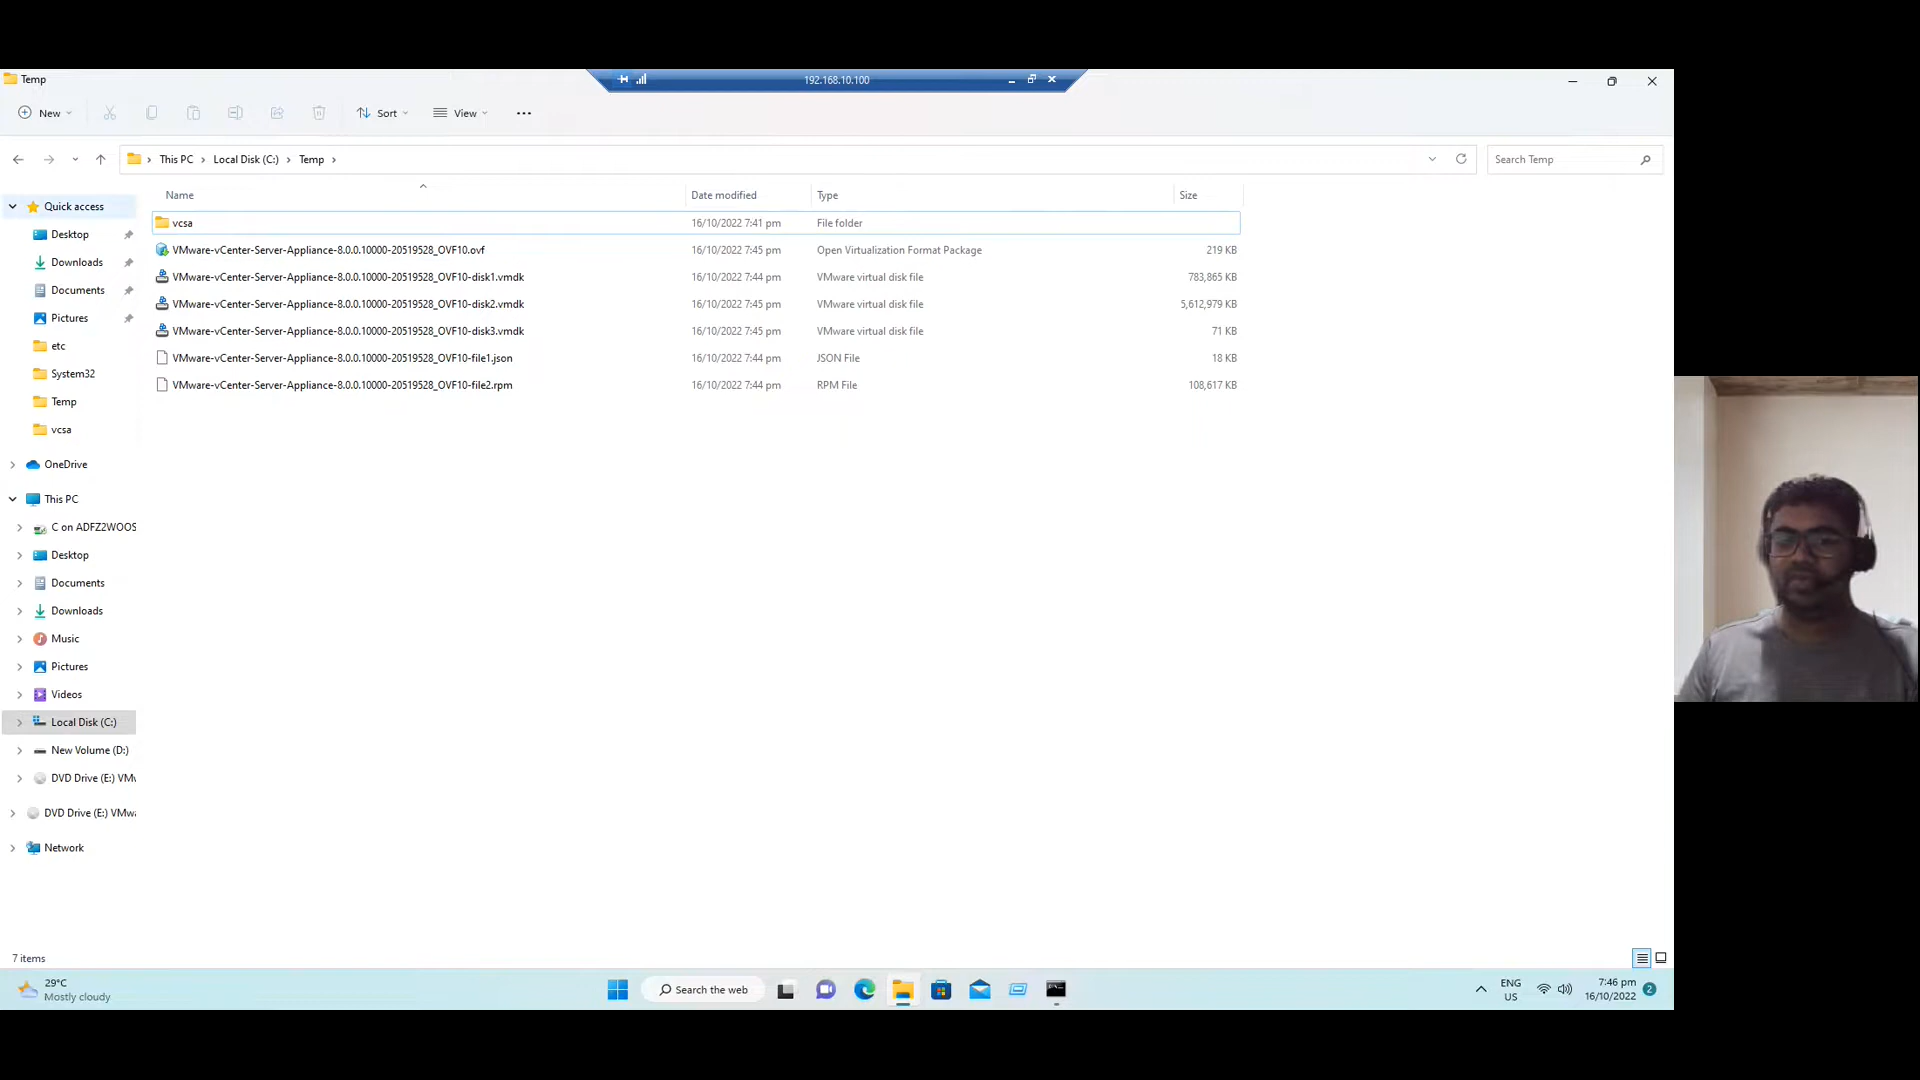 Temp
192.168.10.100
New
Sort
View
This PC
Local Disk (C:)
Temp
Search Temp
Name
Date modified
Type
Size
Quick access
Desktop
Downloads
Documents
Pictures
etc
System32
Temp
vcsa
OneDrive
This PC
C on ADFZ2WOOS
Desktop
Documents
Downloads
Music
Pictures
Videos
Local Disk (C:)
New Volume (D:)
DVD Drive (E:) VMw
DVD Drive (E:) VMwa
Network
vcsa 16/10/2022 7:41 pm File folder
VMware-vCenter-Server-Appliance-8.0.0.10000-20519528_OVF10.ovf 16/10/2022 7:45 pm Open Virtualization Format Package 219 KB
VMware-vCenter-Server-Appliance-8.0.0.10000-20519528_OVF10-disk1.vmdk 16/10/2022 7:44 pm VMware virtual disk file 783,865 KB
VMware-vCenter-Server-Appliance-8.0.0.10000-20519528_OVF10-disk2.vmdk 16/10/2022 7:45 pm VMware virtual disk file 5,612,979 KB
VMware-vCenter-Server-Appliance-8.0.0.10000-20519528_OVF10-disk3.vmdk 16/10/2022 7:45 pm VMware virtual disk file 71 KB
VMware-vCenter-Server-Appliance-8.0.0.10000-20519528_OVF10-file1.json 16/10/2022 7:44 pm JSON File 18 KB
VMware-vCenter-Server-Appliance-8.0.0.10000-20519528_OVF10-file2.rpm 16/10/2022 7:44 pm RPM File 108,617 KB
7 items
29°C
Mostly cloudy
Search the web
ENG
US
7:46 pm
16/10/2022
2